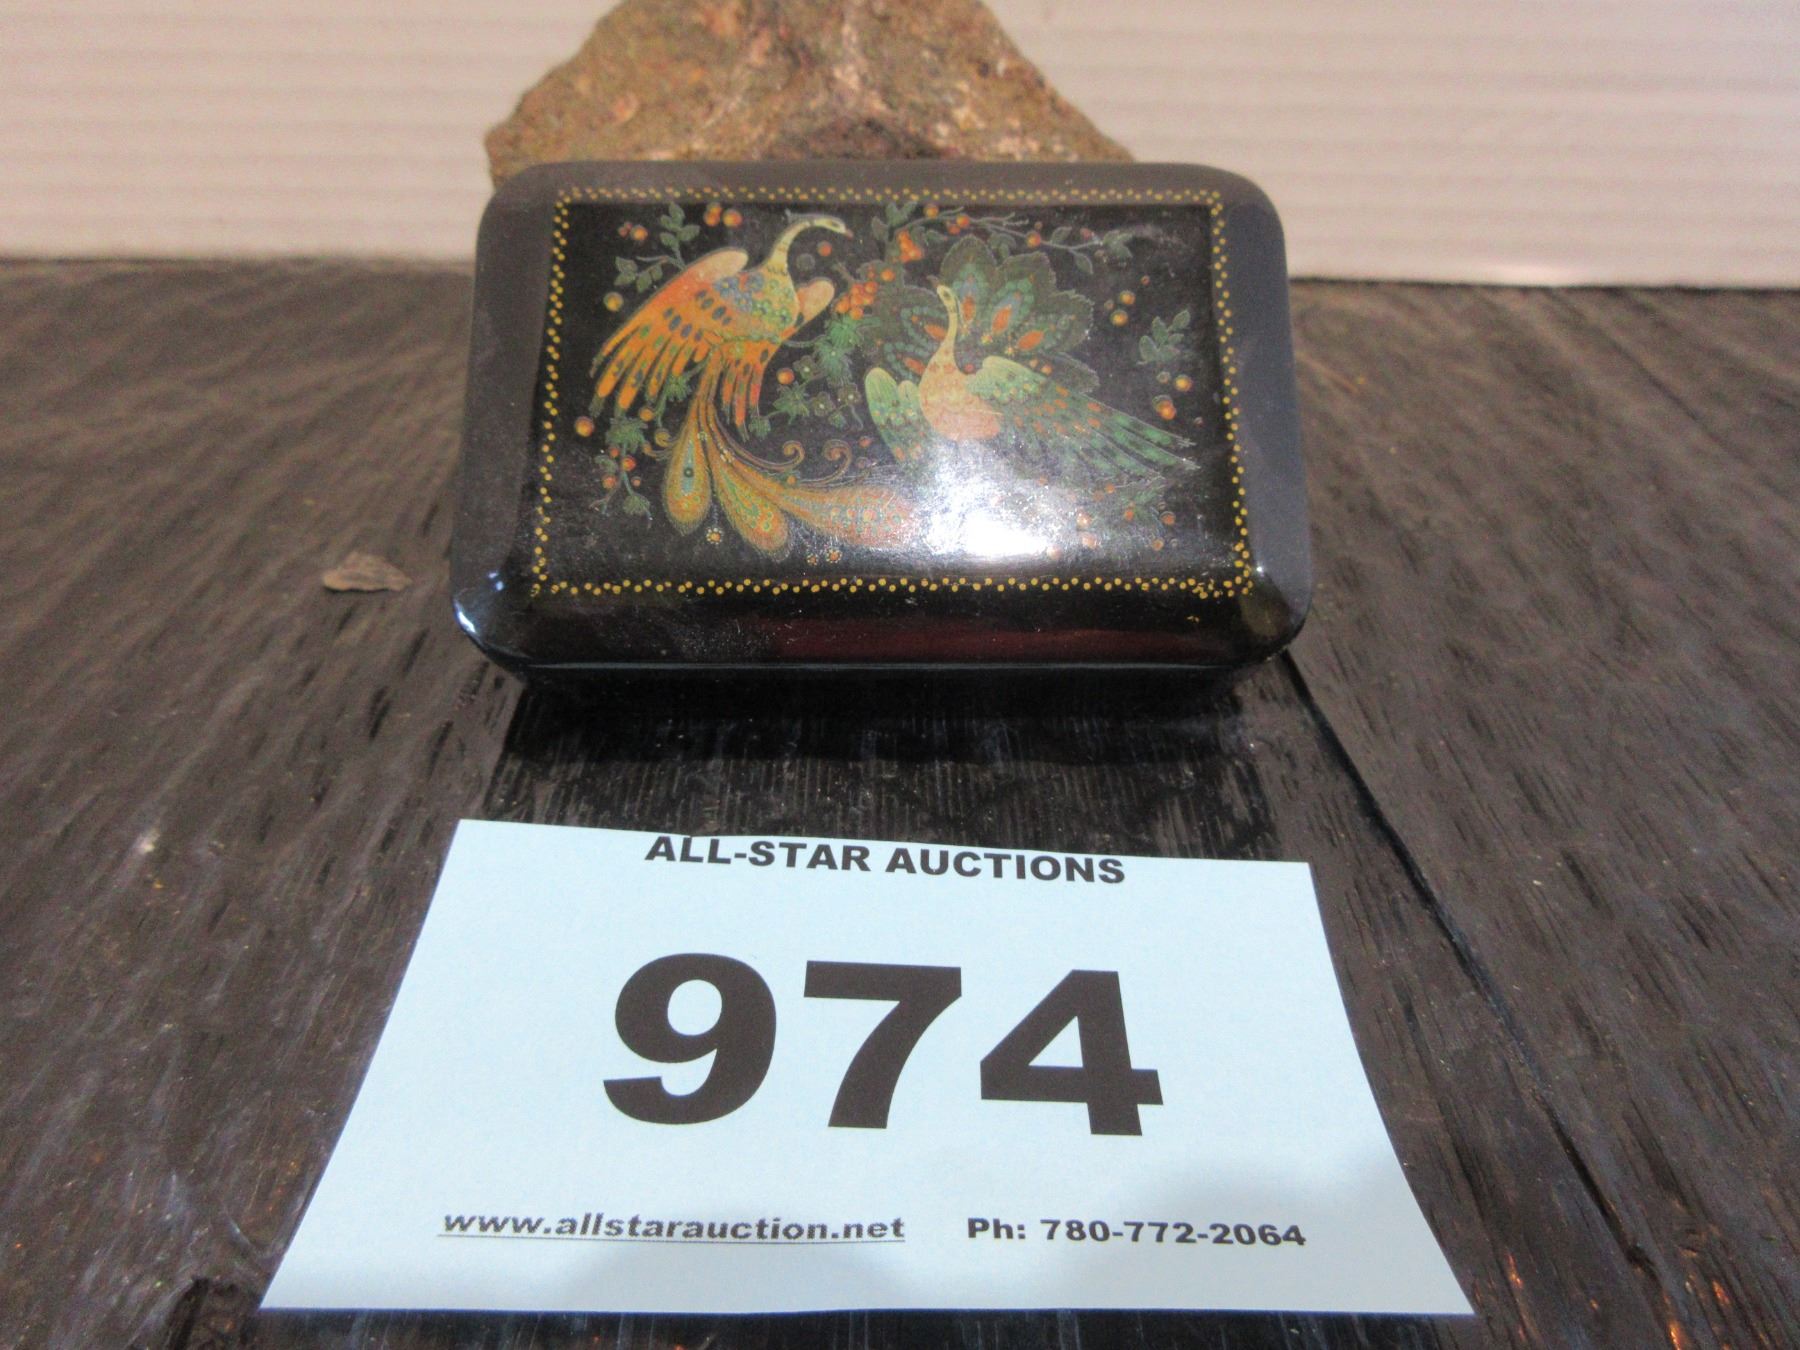 ALL-STAR AUCTIONS
974
www.allstarauction.net Ph: 780-772-2064